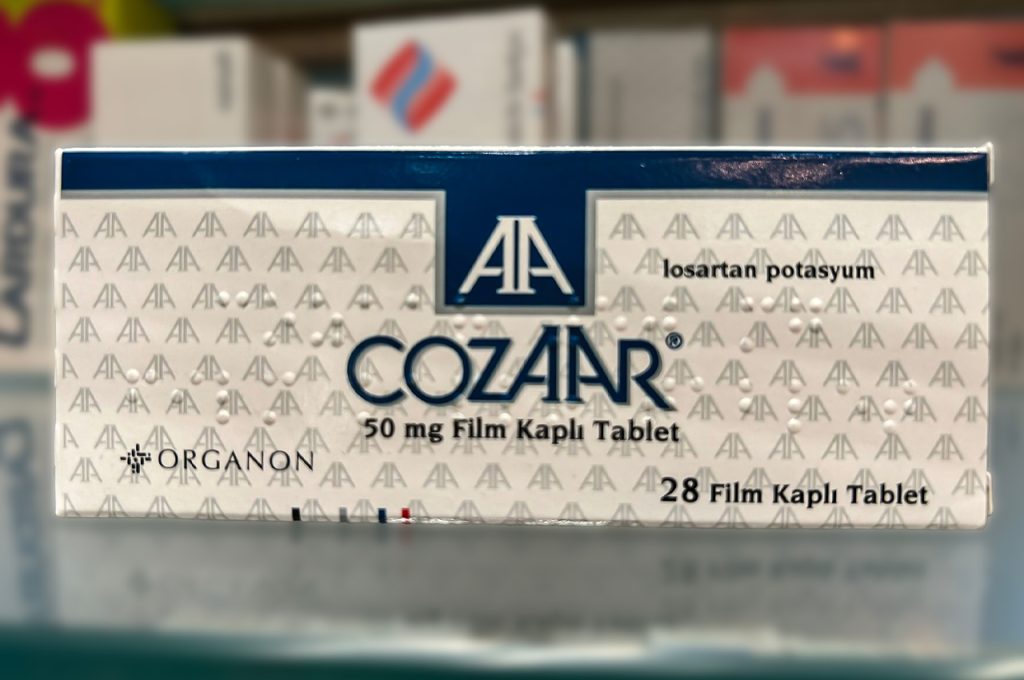 losartan potasyum
COZAAR®
50 mg Film Kaplı Tablet
ORGANON
28 Film Kaplı Tablet